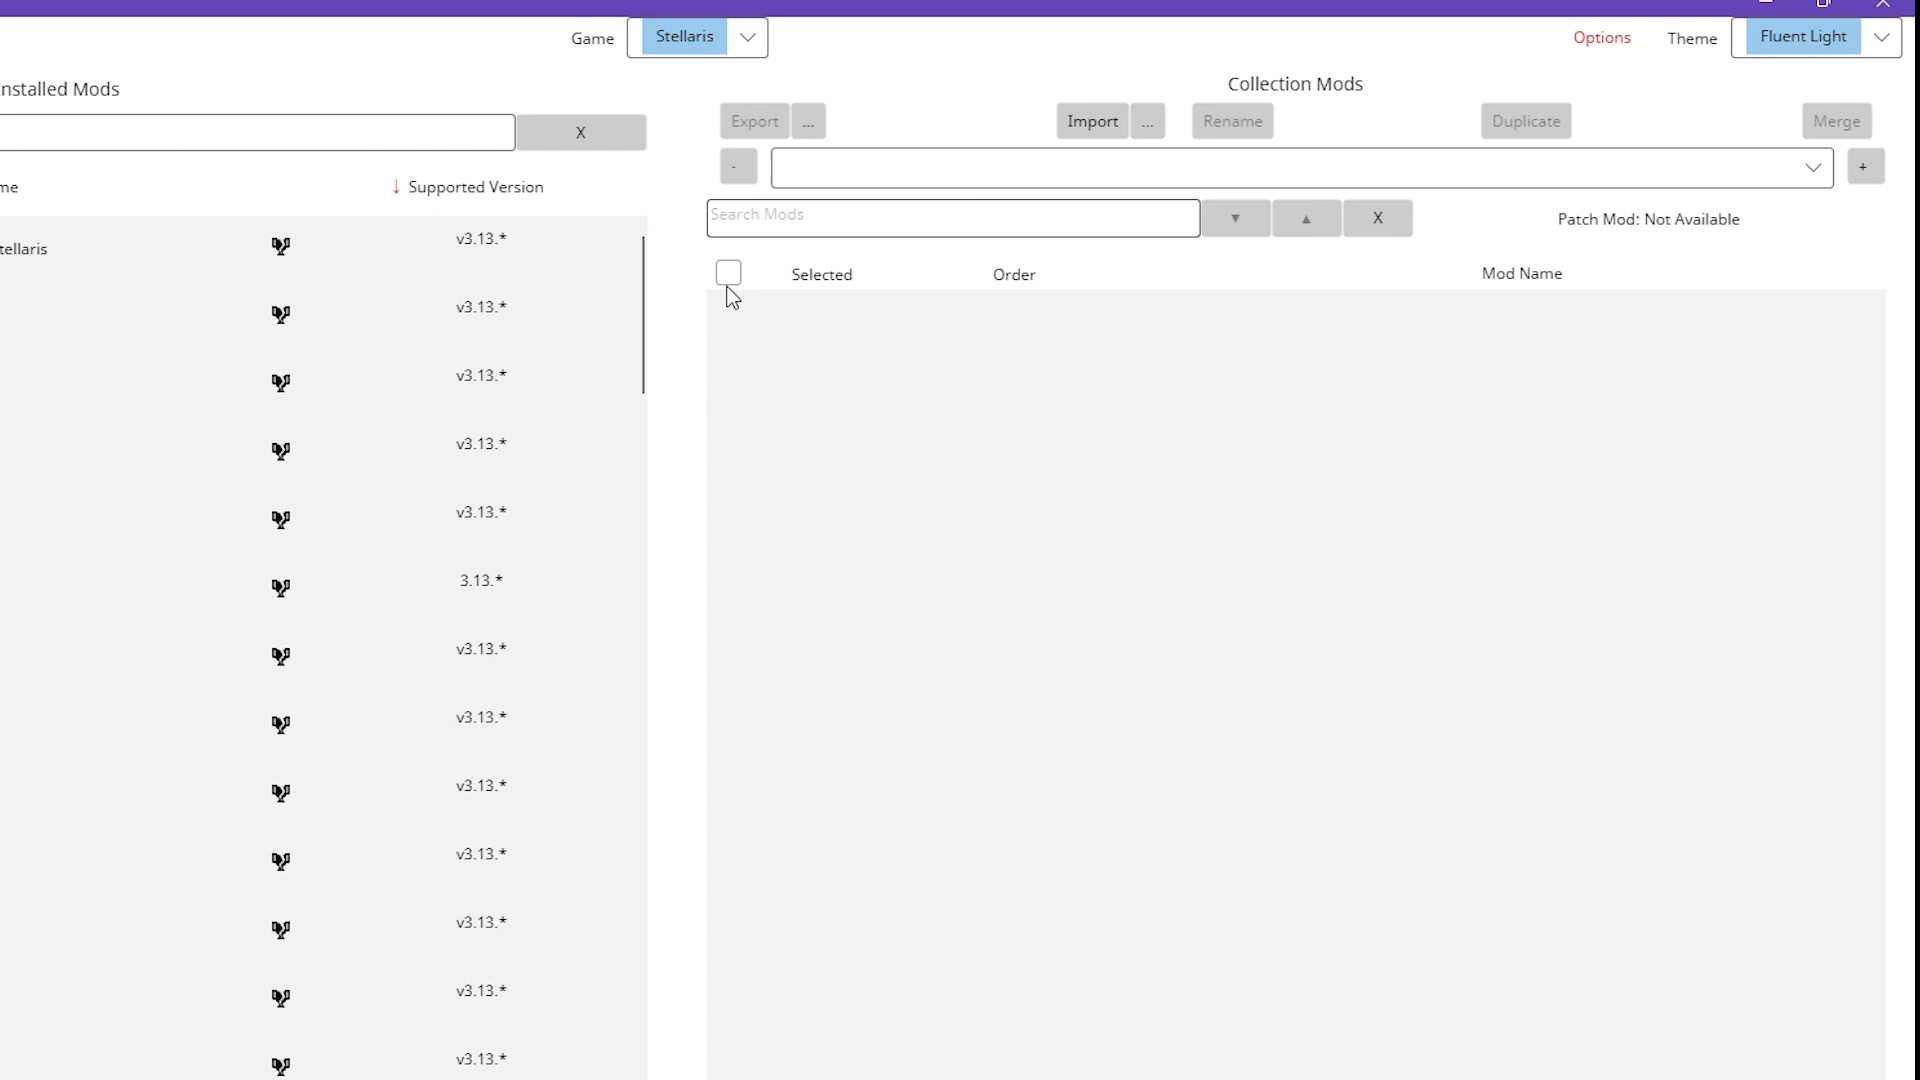 Game Stellaris Options Theme Fluent Light
nstalled Mods
Collection Mods
X
Export ... Import ... Rename Duplicate Merge
- +
me ↓ Supported Version
Search Mods ▼ ▲ X Patch Mod: Not Available
Selected Order Mod Name
tellaris v3.13.*
v3.13.*
v3.13.*
v3.13.*
v3.13.*
3.13.*
v3.13.*
v3.13.*
v3.13.*
v3.13.*
v3.13.*
v3.13.*
v3.13.*